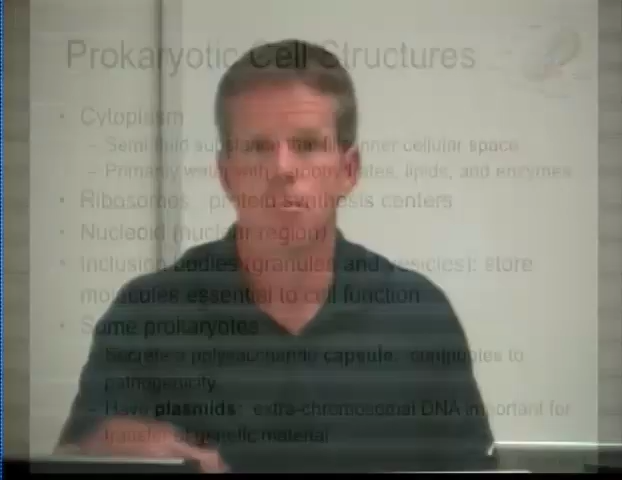 Prokaryotic Cell Structures
• Cytoplasm
– Semi fluid substance that fills inner cellular space
– Primarily water, carbohydrates, lipids, and enzymes
• Ribosomes: protein synthesis centers
• Nucleoid (nuclear region)
• Inclusion bodies (granules and vesicles): store
molecules essential to cell function
• Some prokaryotes
– Secrete a polysaccharide capsule: contributes to
pathogenicity
– Have plasmids: extra-chromosomal DNA important for
transfer of genetic material